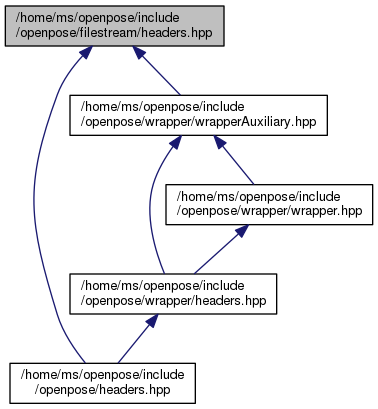 /home/ms/openpose/include
/openpose/filestream/headers.hpp
/home/ms/openpose/include
/openpose/wrapper/wrapperAuxiliary.hpp
/home/ms/openpose/include
/openpose/wrapper/wrapper.hpp
/home/ms/openpose/include
/openpose/wrapper/headers.hpp
/home/ms/openpose/include
/openpose/headers.hpp